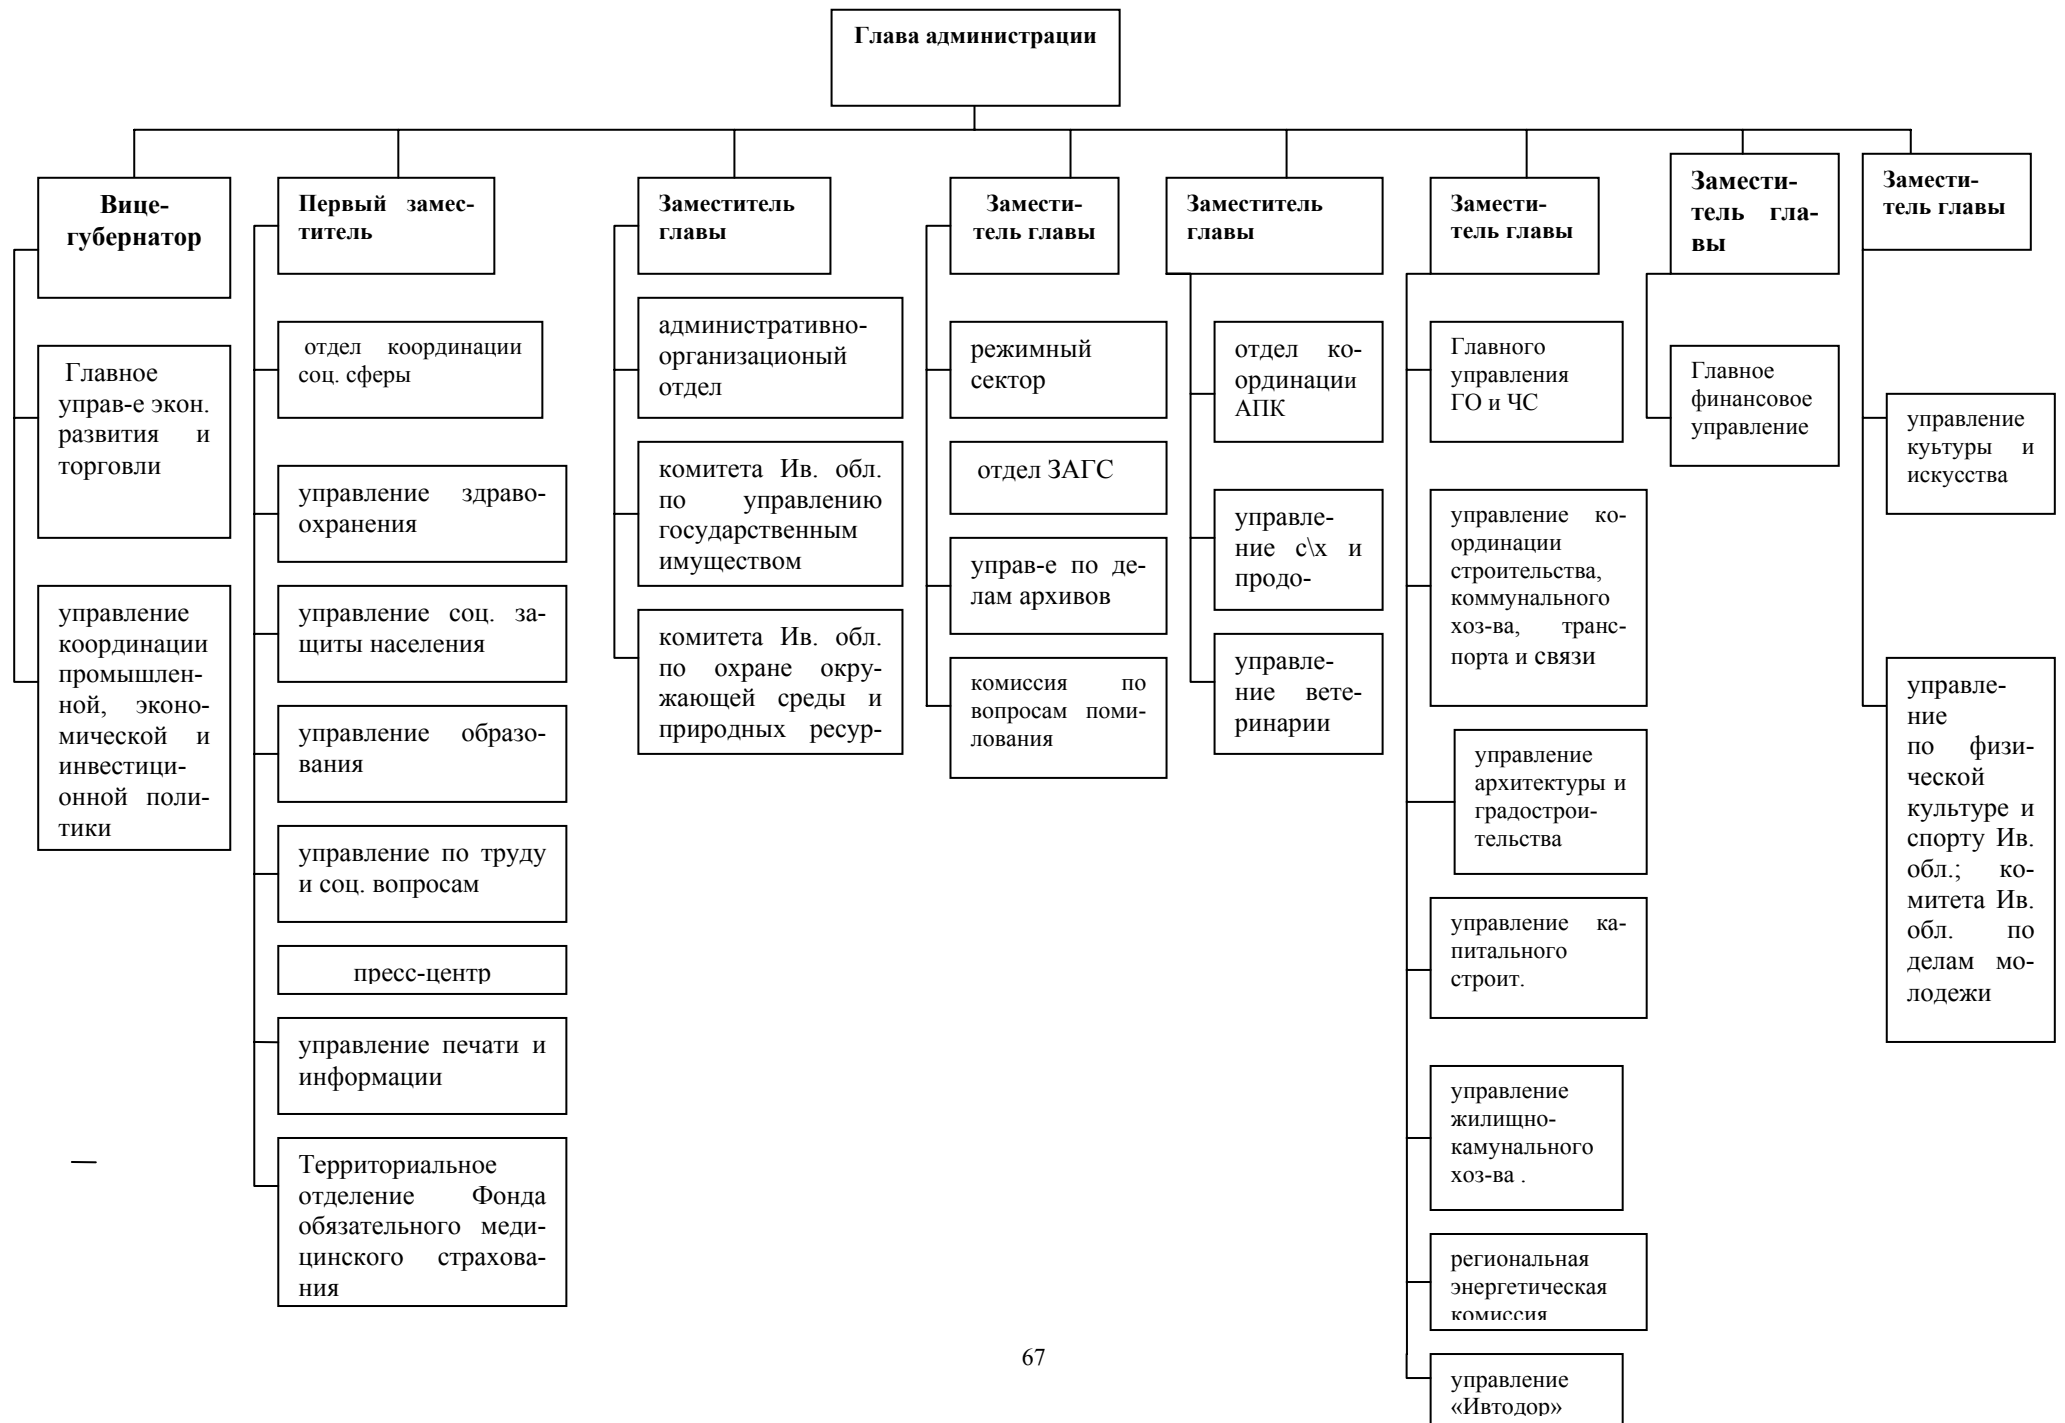 Глава администрации
Вице-
губернатор
Главное
управ-е экон.
развития и
торговли
управление
координации
промышлен-
ной, эконо-
мической и
инвестици-
онной поли-
тики
Первый замес-
титель
отдел координации
соц. сферы
управление здраво-
охранения
управление соц. за-
щиты населения
управление образо-
вания
управление по труду
и соц. вопросам
пресс-центр
управление печати и
информации
Территориальное
отделение Фонда
обязательного меди-
цинского страхова-
ния
Заместитель
главы
административно-
организационый
отдел
комитета Ив. обл.
по управлению
государственным
имуществом
комитета Ив. обл.
по охране окру-
жающей среды и
природных ресур-
Замести-
тель главы
режимный
сектор
отдел ЗАГС
управ-е по де-
лам архивов
комиссия по
вопросам поми-
лования
Заместитель
главы
отдел ко-
ординации
АПК
управле-
ние с\х и
продо-
управле-
ние вете-
ринарии
Замести-
тель главы
Главного
управления
ГО и ЧС
управление ко-
ординации
строительства,
коммунального
хоз-ва, транс-
порта и связи
управление
архитектуры и
градострои-
тельства
управление ка-
питального
строит.
управление
жилищно-
камунального
хоз-ва .
региональная
энергетическая
комиссия
управление
«Ивтодор»
Замести-
тель гла-
вы
Главное
финансовое
управление
Замести-
тель главы
управление
куьтуры и
искусства
управле-
ние
по физи-
ческой
культуре и
спорту Ив.
обл.; ко-
митета Ив.
обл. по
делам мо-
лодежи
67